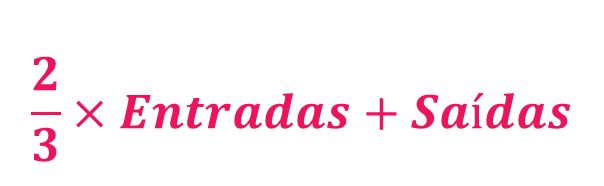 2
3 × Entradas + Saídas